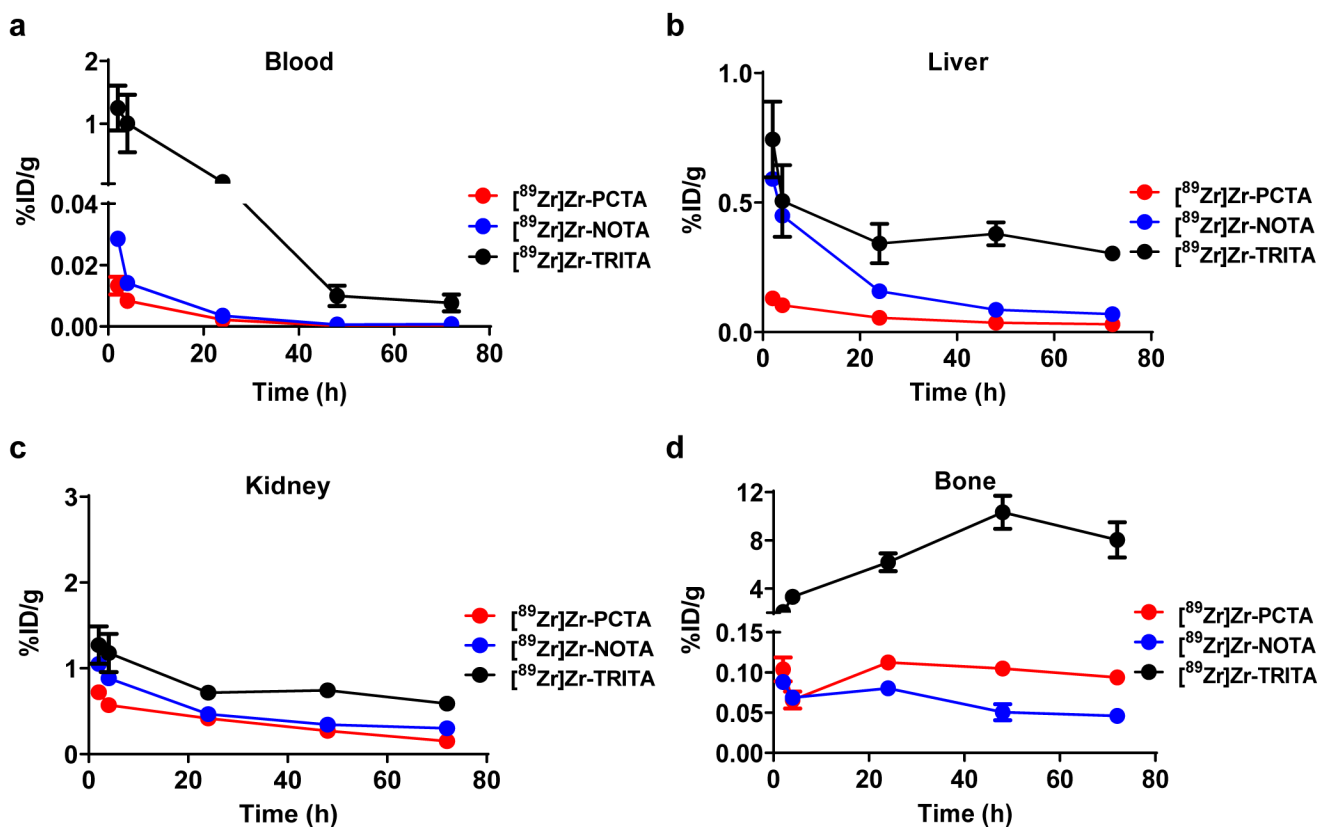 a
Blood
%ID/g
2
1
0.04
0.02
0.00
0 20 40 60 80
Time (h)
[⁸⁹Zr]Zr-PCTA
[⁸⁹Zr]Zr-NOTA
[⁸⁹Zr]Zr-TRITA
b
Liver
%ID/g
1.0
0.5
0.0
0 20 40 60 80
Time (h)
[⁸⁹Zr]Zr-PCTA
[⁸⁹Zr]Zr-NOTA
[⁸⁹Zr]Zr-TRITA
c
Kidney
%ID/g
3
2
1
0
0 20 40 60 80
Time (h)
[⁸⁹Zr]Zr-PCTA
[⁸⁹Zr]Zr-NOTA
[⁸⁹Zr]Zr-TRITA
d
Bone
%ID/g
12
8
4
0.15
0.10
0.05
0.00
0 20 40 60 80
Time (h)
[⁸⁹Zr]Zr-PCTA
[⁸⁹Zr]Zr-NOTA
[⁸⁹Zr]Zr-TRITA